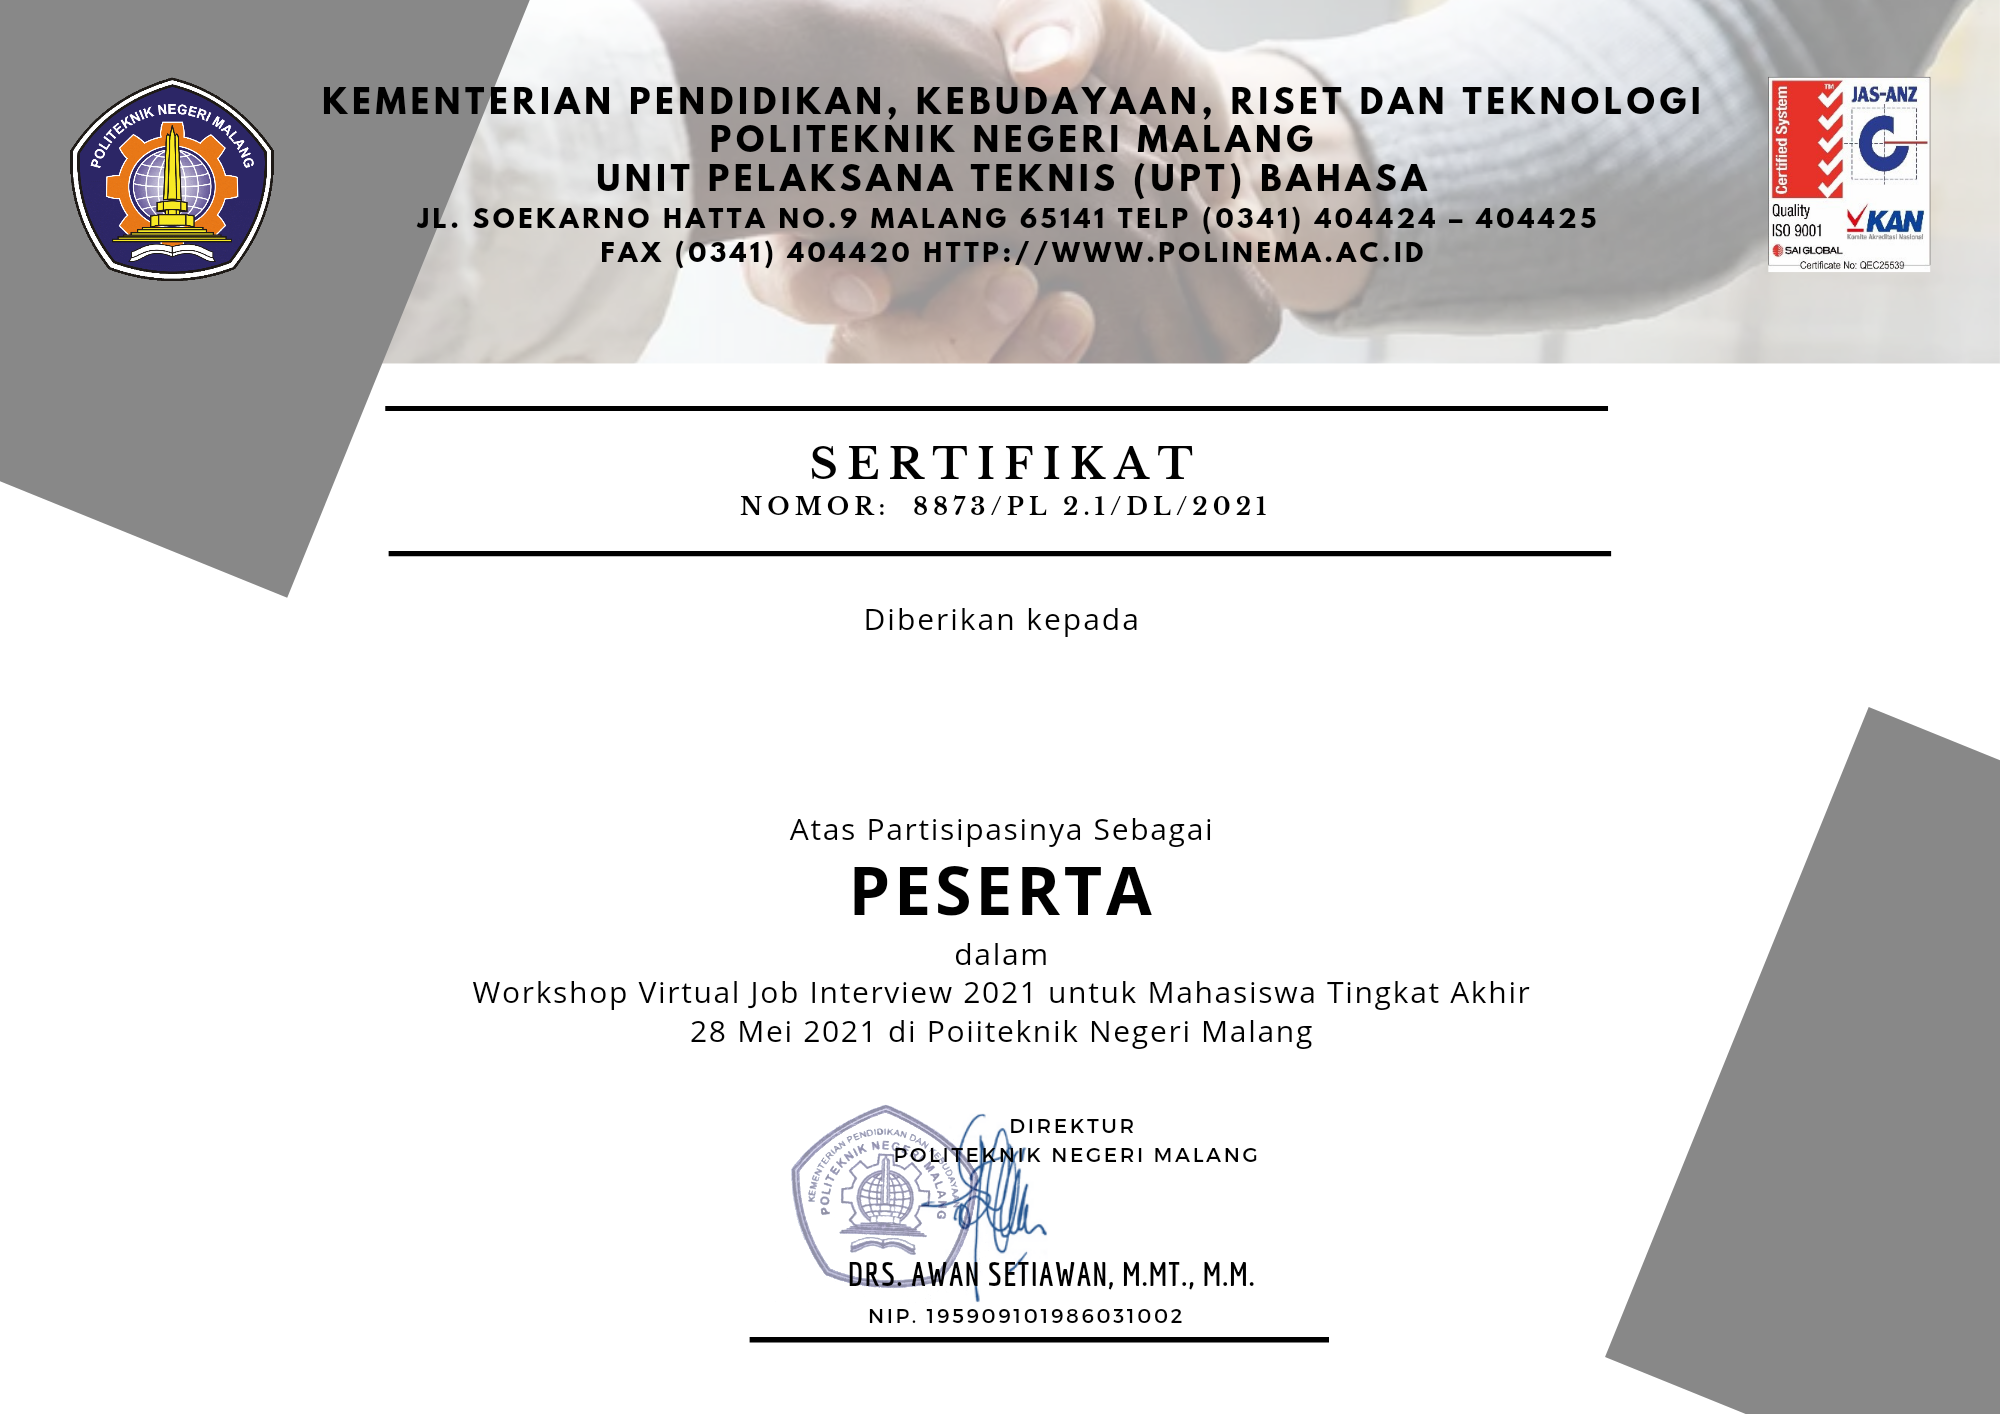 KEMENTERIAN PENDIDIKAN, KEBUDAYAAN, RISET DAN TEKNOLOGI
POLITEKNIK NEGERI MALANG
UNIT PELAKSANA TEKNIS (UPT) BAHASA
JL. SOEKARNO HATTA NO.9 MALANG 65141 TELP (0341) 404424 – 404425
FAX (0341) 404420 HTTP://WWW.POLINEMA.AC.ID
POLITEKNIK NEGERI MALANG
Certified System
TM
JAS-ANZ
C
Quality
ISO 9001
SAI GLOBAL
KAN
Komite Akreditasi Nasional
Certificate No: QEC25539
SERTIFIKAT
NOMOR: 8873/PL 2.1/DL/2021
Diberikan kepada
Atas Partisipasinya Sebagai
PESERTA
dalam
Workshop Virtual Job Interview 2021 untuk Mahasiswa Tingkat Akhir
28 Mei 2021 di Poiiteknik Negeri Malang
DIREKTUR
POLITEKNIK NEGERI MALANG
KEMENTERIAN PENDIDIKAN DAN KEBUDAYAAN
POLITEKNIK NEGERI MALANG
DRS. AWAN SETIAWAN, M.MT., M.M.
NIP. 195909101986031002